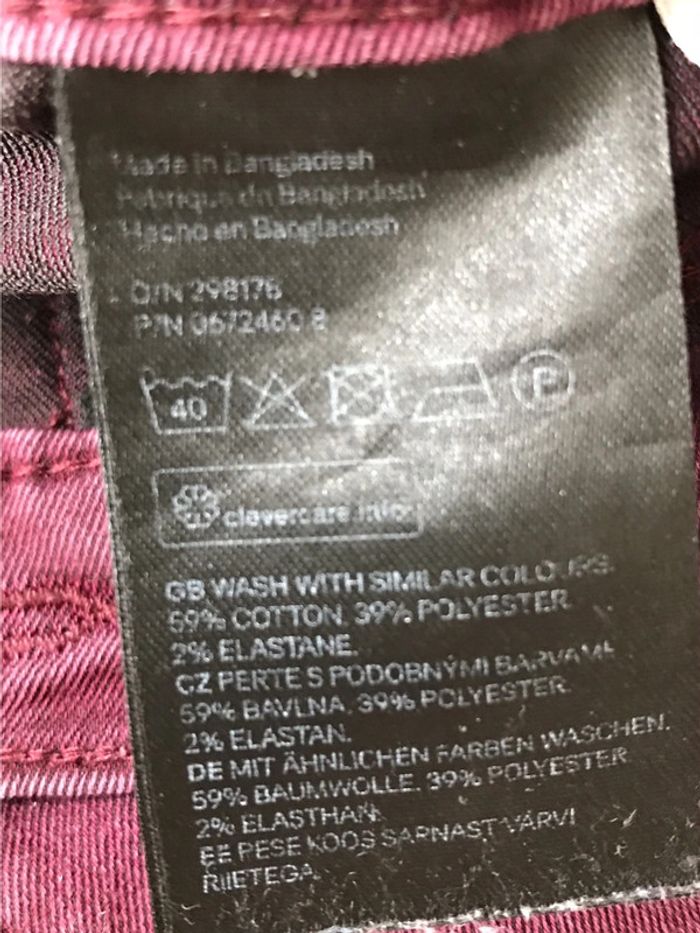 Made in Bangladesh
Fabriqué du Bangladesh
Hacho en Bangladesh
O/N 298176
P/N 0672460 8
40
P
clevercare.info
GB WASH WITH SIMILAR COLOURS.
59% COTTON. 39% POLYESTER.
2% ELASTANE.
CZ PERTE S PODOBNÝMI BARVAMI.
59% BAVLNA. 39% POLYESTER.
2% ELASTAN.
DE MIT ÄHNLICHEN FARBEN WASCHEN.
59% BAUMWOLLE. 39% POLYESTER.
2% ELASTHAN.
EE PESE KOOS SARNAST VÄRVI
RIIETEGA.